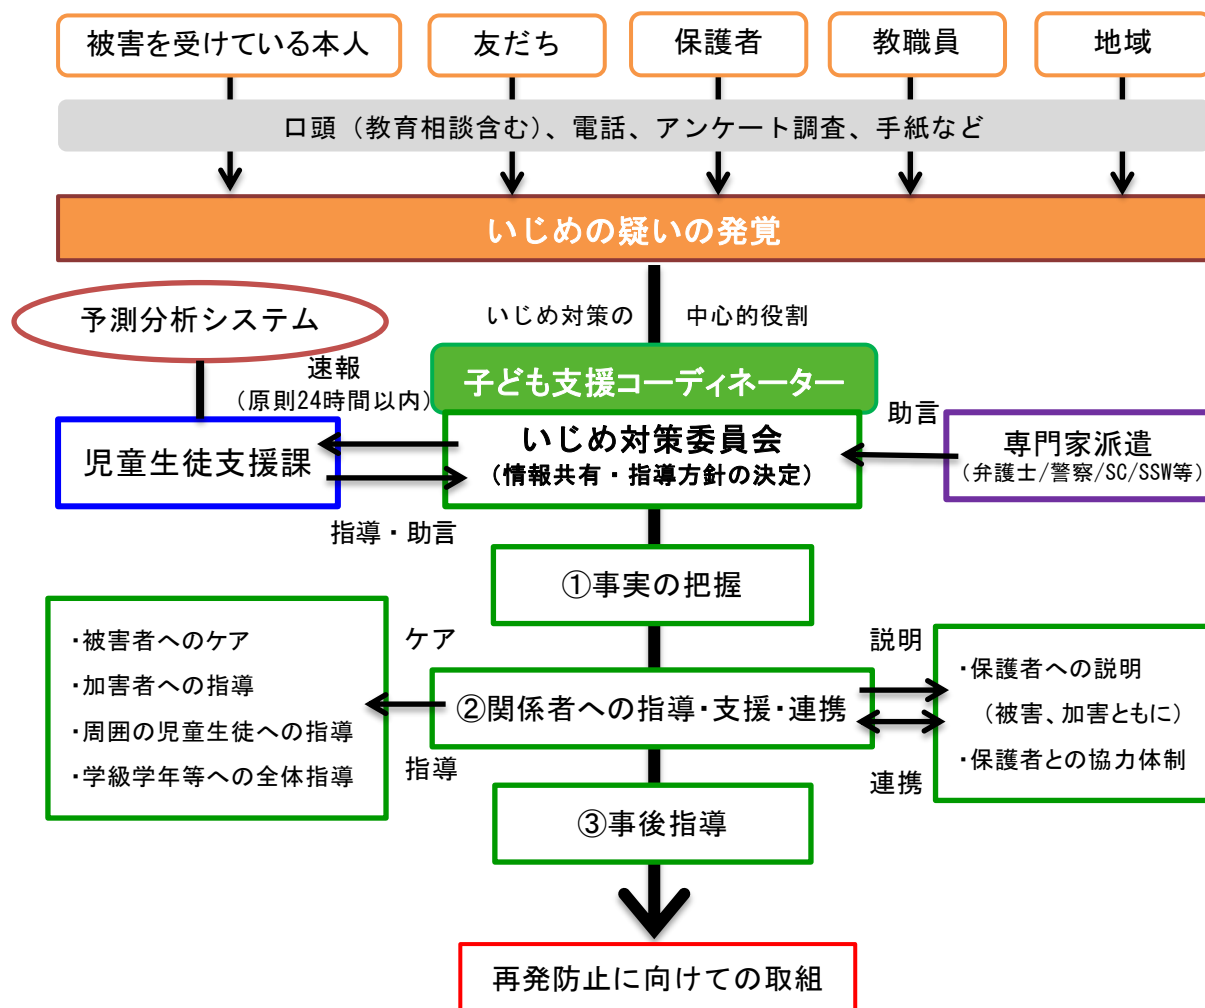 被害を受けている本人
友だち
保護者
教職員
地域
口頭（教育相談含む）、電話、アンケート調査、手紙など
いじめの疑いの発覚
予測分析システム
いじめ対策の 中心的役割
速報
（原則24時間以内）
子ども支援コーディネーター
いじめ対策委員会
（情報共有・指導方針の決定）
児童生徒支援課
助言
専門家派遣
（弁護士/警察/SC/SSW等）
指導・助言
①事実の把握
・被害者へのケア
・加害者への指導
・周囲の児童生徒への指導
・学級学年等への全体指導
ケア
指導
②関係者への指導・支援・連携
説明
連携
・保護者への説明
（被害、加害ともに）
・保護者との協力体制
③事後指導
再発防止に向けての取組